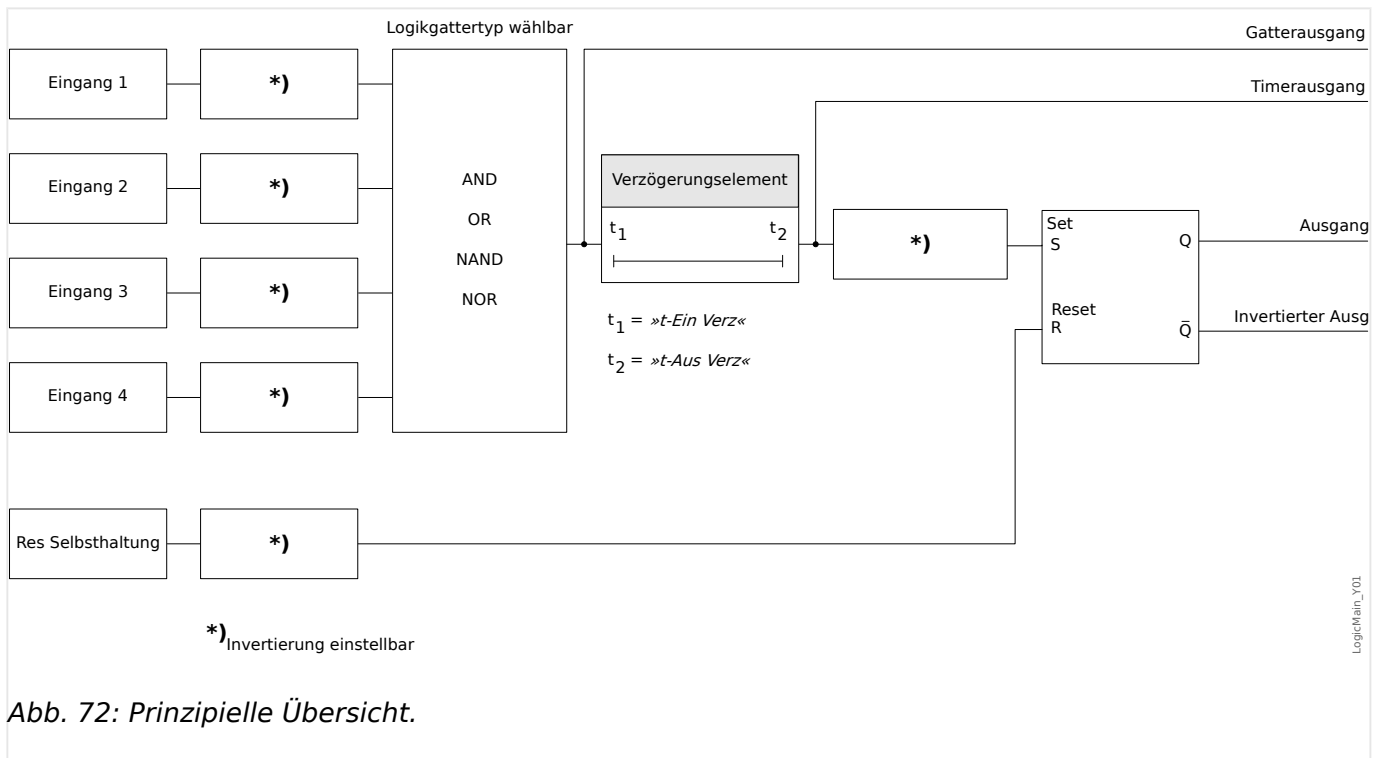 Logikgattertyp wählbar
Gatterausgang
Timerausgang
Eingang 1
*)
Eingang 2
*)
Eingang 3
*)
Eingang 4
*)
AND
OR
NAND
NOR
Verzögerungselement
t1
t2
t1 = »t-Ein Verz«
t2 = »t-Aus Verz«
*)
Set
S
Q
Reset
R
Q̅
Ausgang
Invertierter Ausg
Res Selbsthaltung
*)
*) Invertierung einstellbar
LogicMain_Y01
Abb. 72: Prinzipielle Übersicht.